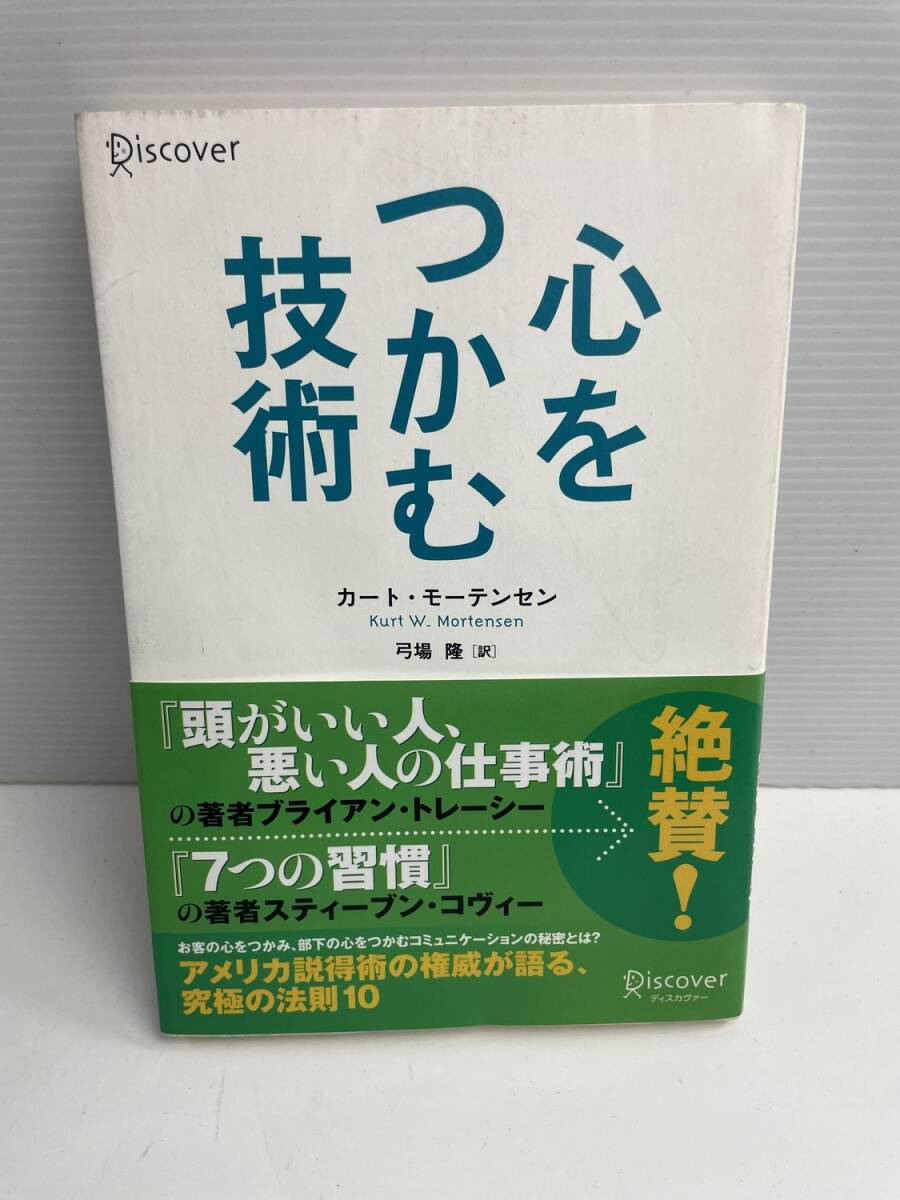 Discover
心を
つかむ
技術
カート・モーテンセン
Kurt W. Mortensen
弓場 隆［訳］
『頭がいい人、
悪い人の仕事術』
の著者ブライアン・トレーシー
『7つの習慣』
の著者スティーブン・コヴィー
絶賛！
お客の心をつかみ、部下の心をつかむコミュニケーションの秘密とは？
アメリカ説得術の権威が語る、
究極の法則10
Discover
ディスカヴァー